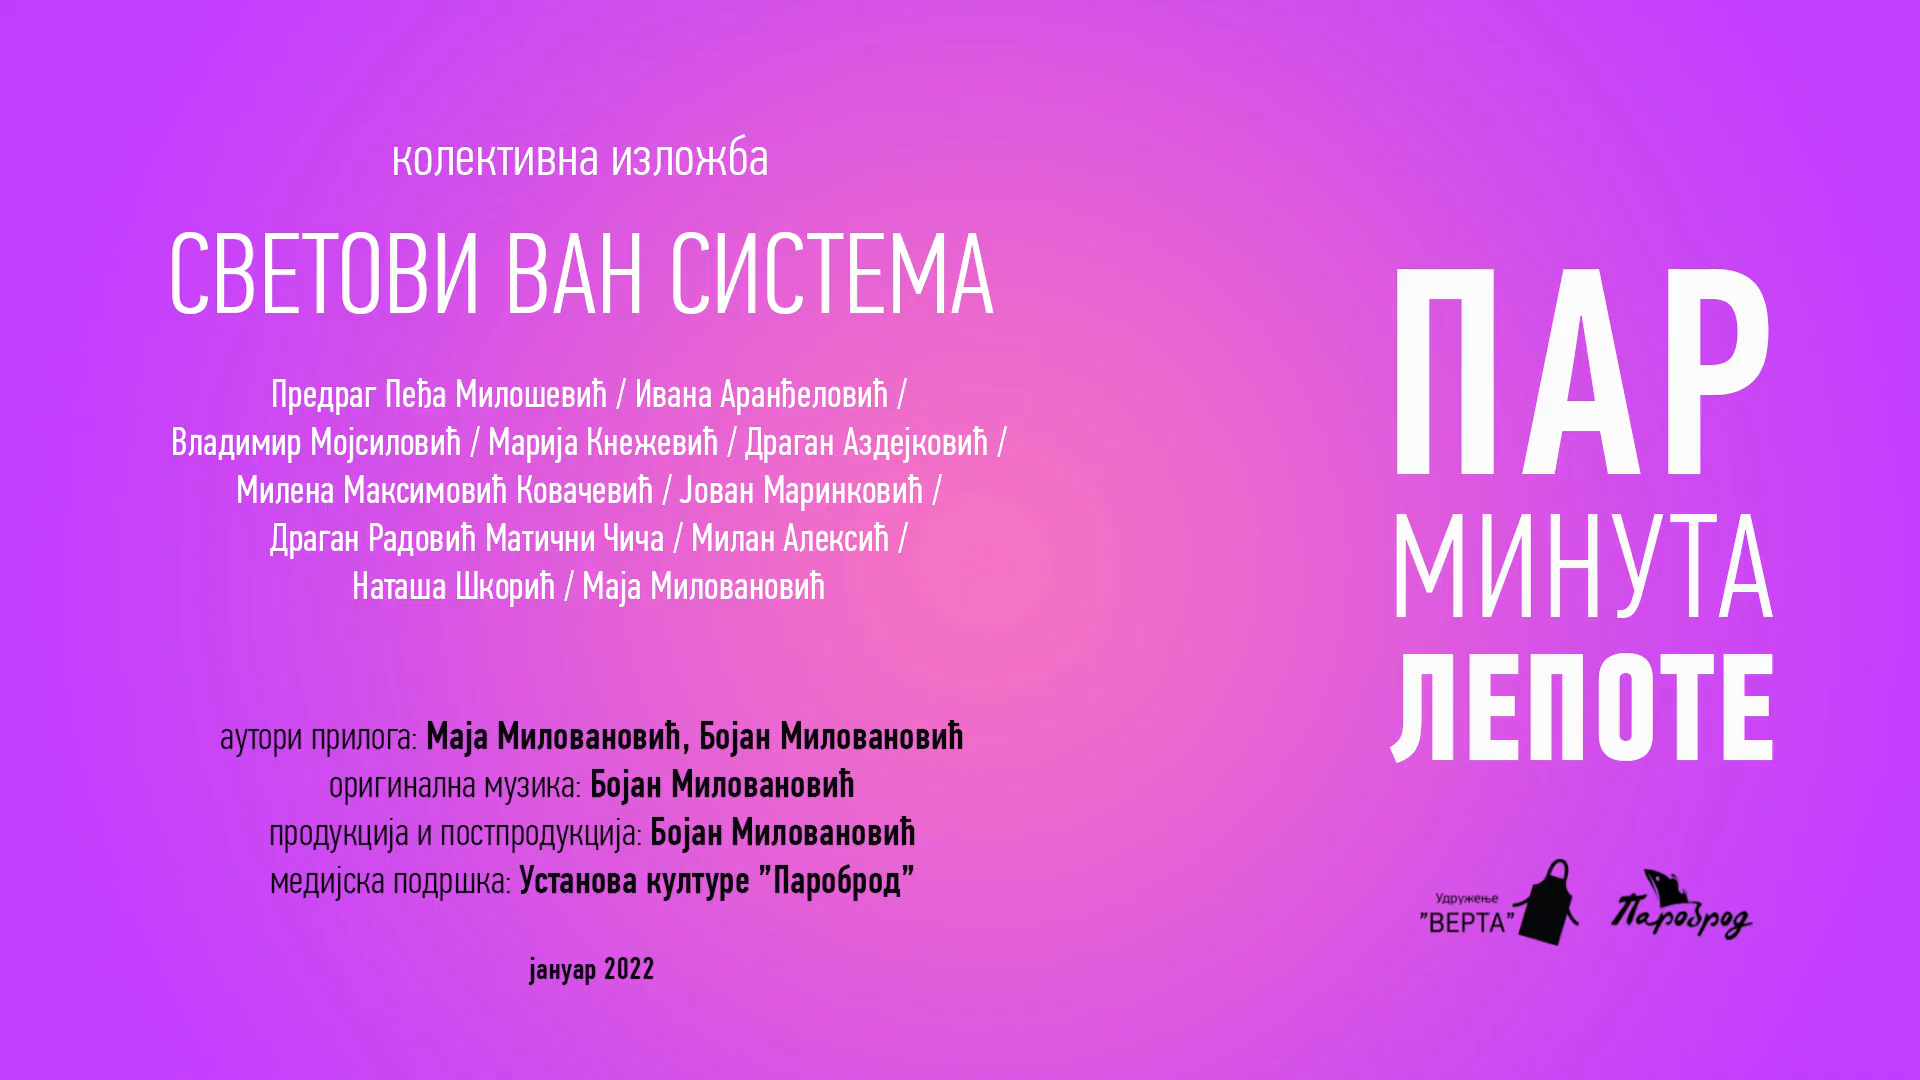 колективна изложба
СВЕТОВИ ВАН СИСТЕМА
Предраг Пеђа Милошевић / Ивана Аранђеловић /
Владимир Мојсиловић / Марија Кнежевић / Драган Аздејковић /
Милена Максимовић Ковачевић / Јован Маринковић /
Драган Радовић Матични Чича / Милан Алексић /
Наташа Шкорић / Маја Миловановић
аутори прилога: Маја Миловановић, Бојан Миловановић
оригинална музика: Бојан Миловановић
продукција и постпродукција: Бојан Миловановић
медијска подршка: Установа културе ”Пароброд”
јануар 2022
ПАР
МИНУТА
ЛЕПОТЕ
Удружење
”ВЕРТА”
Пароброд